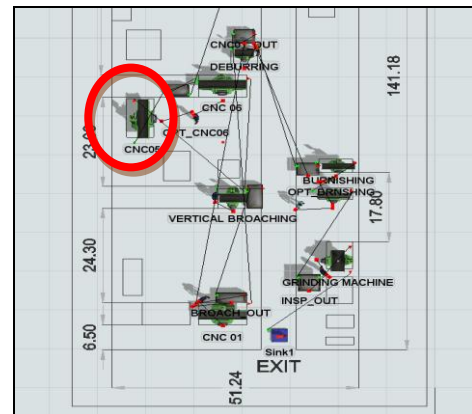 CNC07_OUT
DEBURRING
141.18
CNC 06
OPT_CNC06
CNC05
BURNISHING
OPT_BRNSHNG
VERTICAL BROACHING
17.80
24.30
GRINDING MACHINE
BROACH_OUT
INSP_OUT
6.50
CNC 01
Sink1
EXIT
51.24